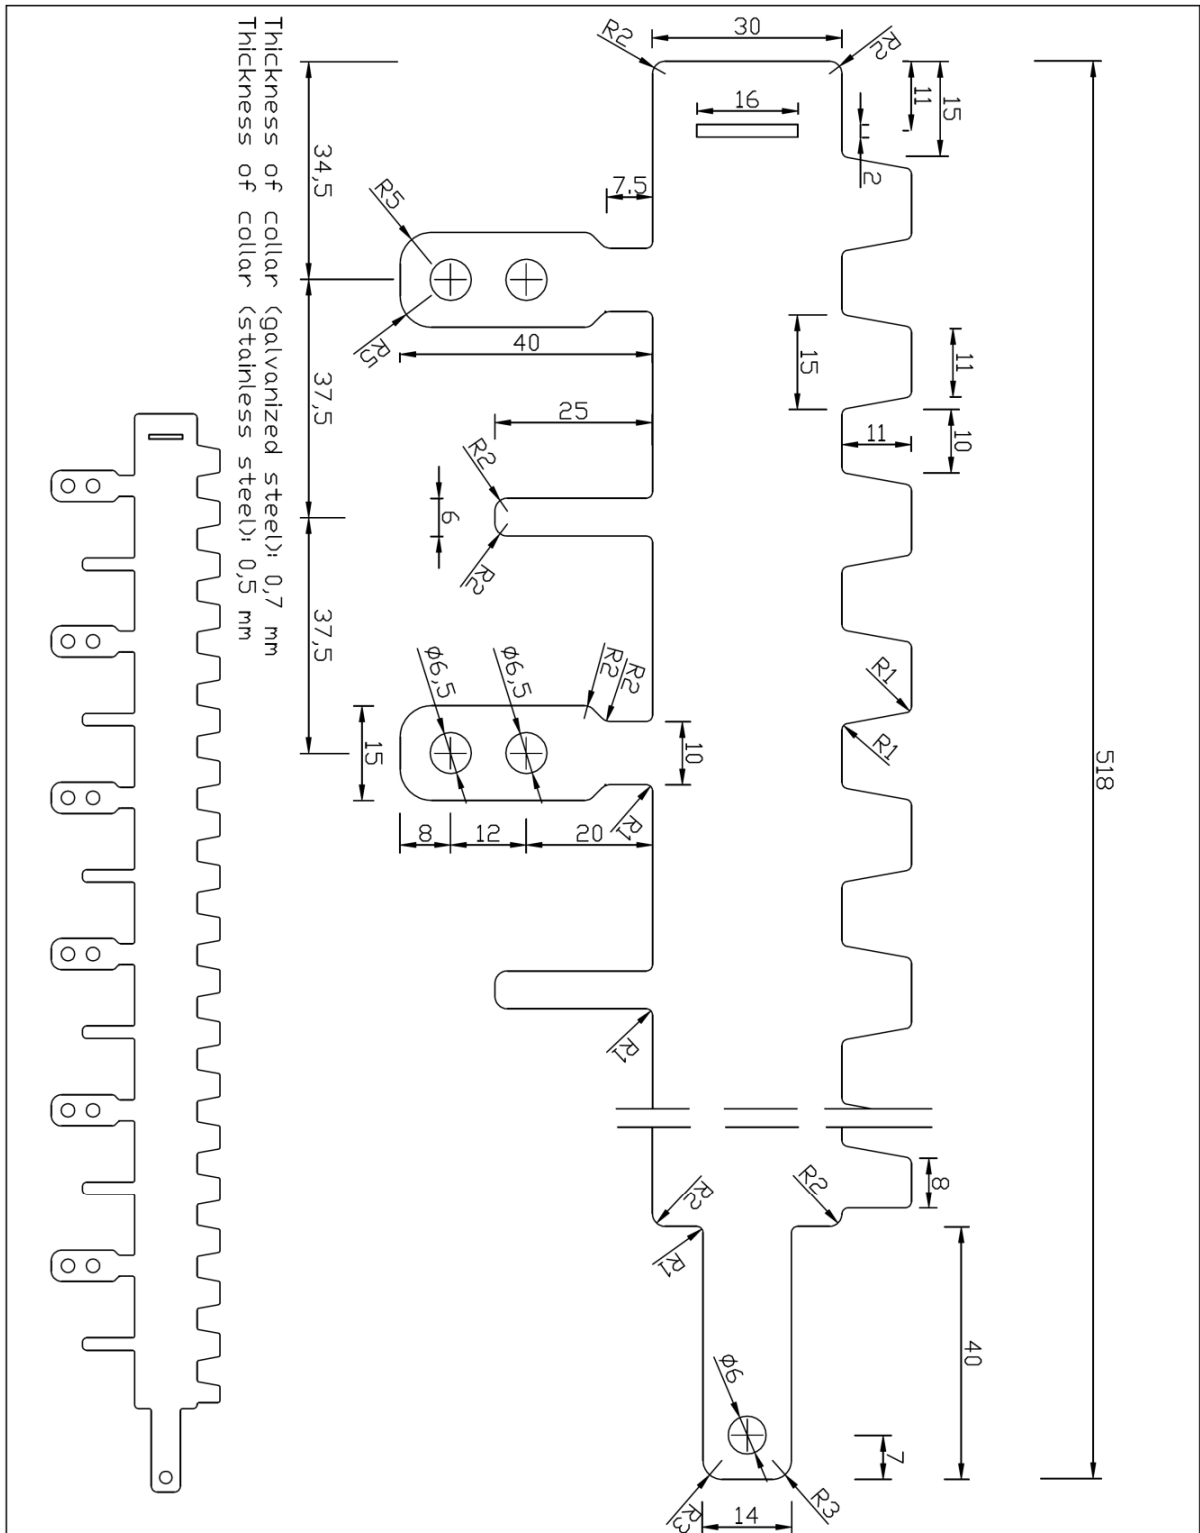 30
R2
R2
16
11
15
2
7.5
34,5
R5
R5
40
37,5
25
R2
6
R2
37,5
15
11
10
11
R1
R1
518
Φ6,5
Φ6,5
R2
R2
15
10
R1
8
12
20
R1
R2
R2
R1
8
40
Φ6
7
R3
R3
14
Thickness of collar (galvanized steel): 0,7 mm
Thickness of collar (stainless steel): 0,5 mm